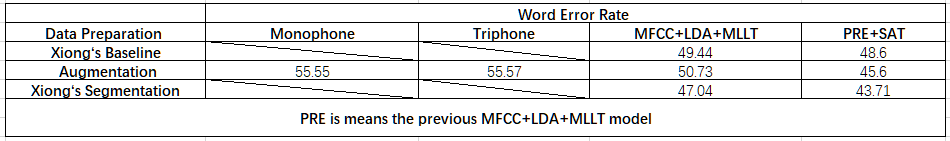 Word Error Rate
Data Preparation Monophone Triphone MFCC+LDA+MLLT PRE+SAT
Xiong‘s Baseline 49.44 48.6
Augmentation 55.55 55.57 50.73 45.6
Xiong‘s Segmentation 47.04 43.71
PRE is means the previous MFCC+LDA+MLLT model